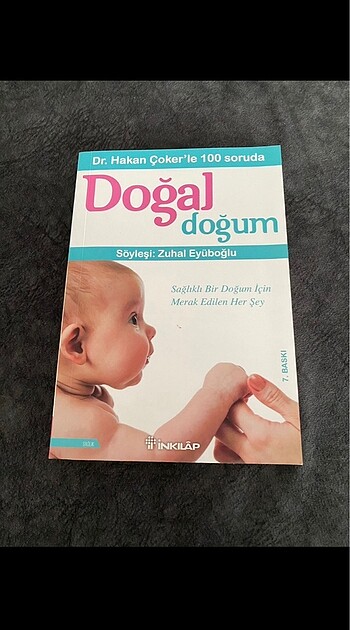 Dr. Hakan Çoker'le 100 soruda
Doğal
doğum
Söyleşi: Zuhal Eyüboğlu
Sağlıklı Bir Doğum İçin
Merak Edilen Her Şey
7. BASKI
İNKILÂP